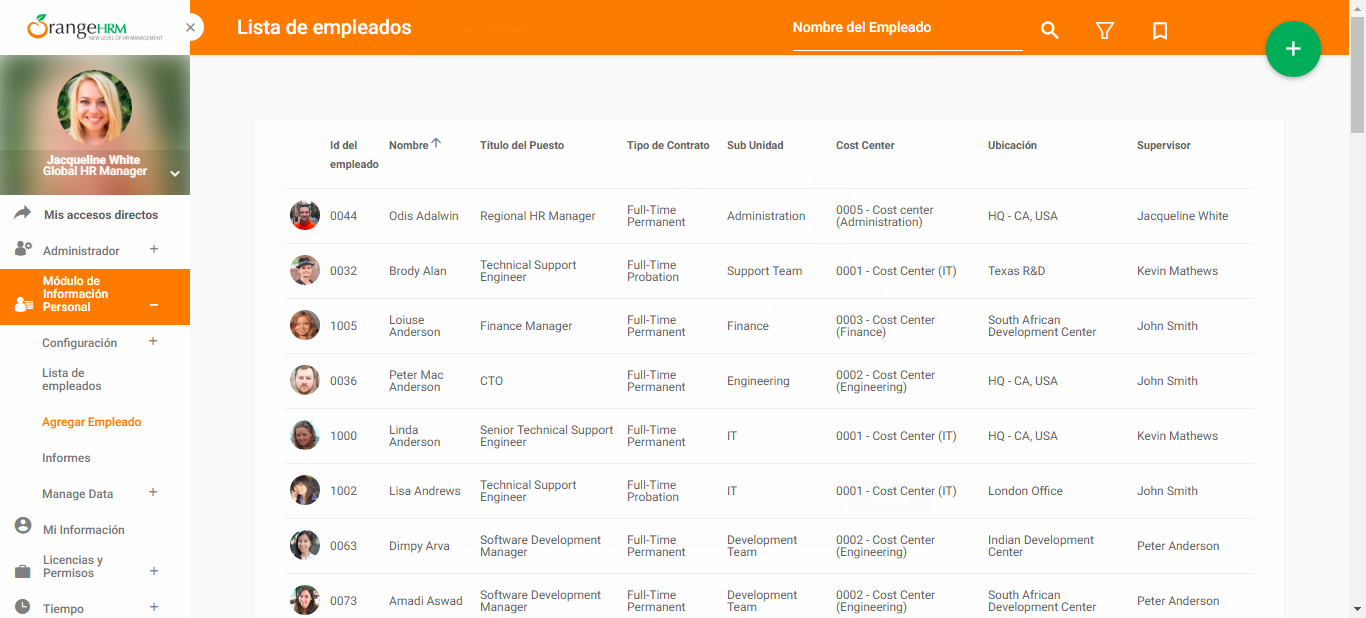 OrangeHRM
NEW LEVEL OF HR MANAGEMENT
Lista de empleados
Nombre del Empleado
Jacqueline White
Global HR Manager
Mis accesos directos
Administrador +
Módulo de
Información
Personal
Configuración +
Lista de
empleados
Agregar Empleado
Informes
Manage Data +
Mi Información
Licencias y
Permisos +
Tiempo +
Id del
empleado
Nombre
Título del Puesto
Tipo de Contrato
Sub Unidad
Cost Center
Ubicación
Supervisor
0044
Odis Adalwin
Regional HR Manager
Full-Time
Permanent
Administration
0005 - Cost center
(Administration)
HQ - CA, USA
Jacqueline White
0032
Brody Alan
Technical Support
Engineer
Full-Time
Probation
Support Team
0001 - Cost Center (IT)
Texas R&D
Kevin Mathews
1005
Loiuse
Anderson
Finance Manager
Full-Time
Permanent
Finance
0003 - Cost Center
(Finance)
South African
Development Center
John Smith
0036
Peter Mac
Anderson
CTO
Full-Time
Permanent
Engineering
0002 - Cost Center
(Engineering)
HQ - CA, USA
John Smith
1000
Linda
Anderson
Senior Technical Support
Engineer
Full-Time
Permanent
IT
0001 - Cost Center (IT)
HQ - CA, USA
Kevin Mathews
1002
Lisa Andrews
Technical Support
Engineer
Full-Time
Probation
IT
0001 - Cost Center (IT)
London Office
John Smith
0063
Dimpy Arva
Software Development
Manager
Full-Time
Permanent
Development
Team
0002 - Cost Center
(Engineering)
Indian Development
Center
Peter Anderson
0073
Amadi Aswad
Software Development
Manager
Full-Time
Permanent
Development
Team
0002 - Cost Center
(Engineering)
South African
Development Center
Peter Anderson